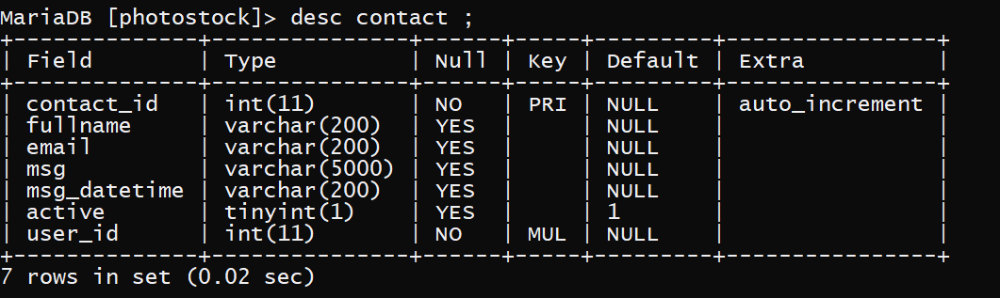 MariaDB [photostock]> desc contact ;
+--------------+---------------+------+-----+---------+----------------+
| Field        | Type          | Null | Key | Default | Extra          |
+--------------+---------------+------+-----+---------+----------------+
| contact_id   | int(11)       | NO   | PRI | NULL    | auto_increment |
| fullname     | varchar(200)  | YES  |     | NULL    |                |
| email        | varchar(200)  | YES  |     | NULL    |                |
| msg          | varchar(5000) | YES  |     | NULL    |                |
| msg_datetime | varchar(200)  | YES  |     | NULL    |                |
| active       | tinyint(1)    | YES  |     | 1       |                |
| user_id      | int(11)       | NO   | MUL | NULL    |                |
+--------------+---------------+------+-----+---------+----------------+
7 rows in set (0.02 sec)